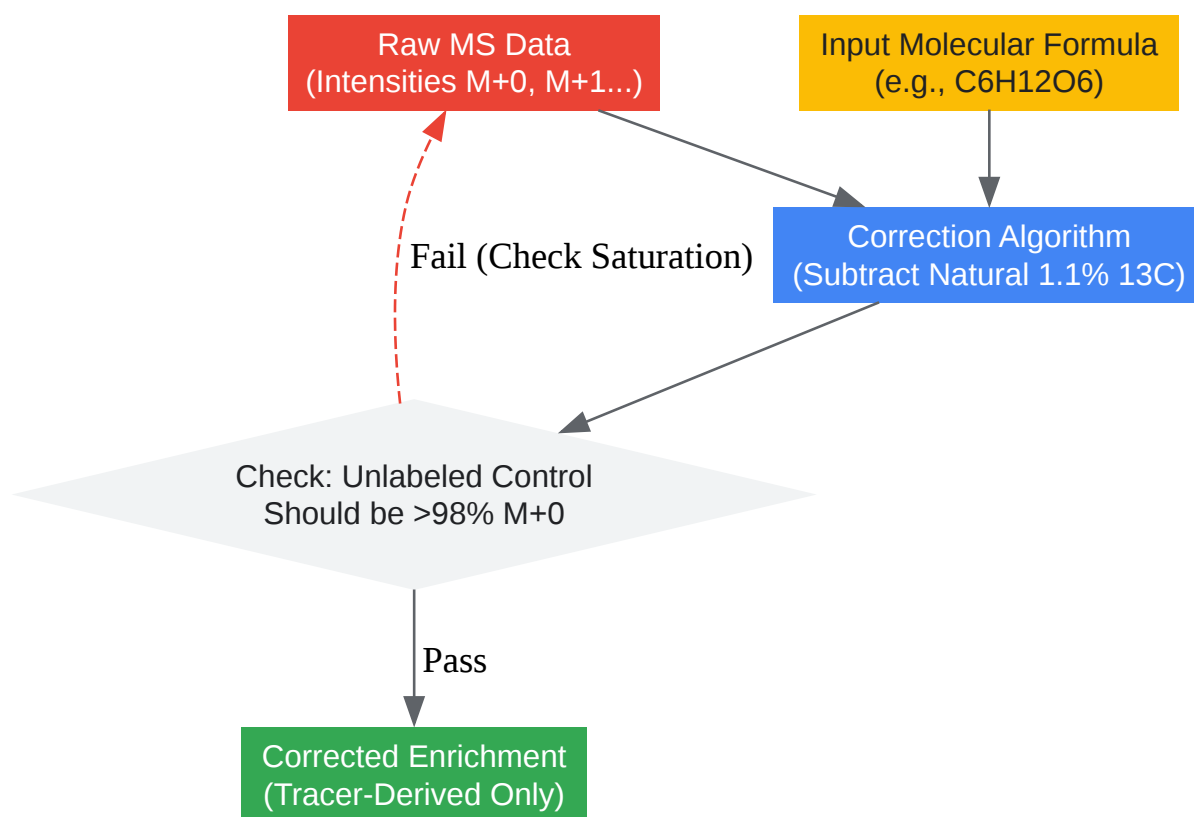 Raw MS Data
(Intensities M+0, M+1...)
Input Molecular Formula
(e.g., C6H12O6)
Correction Algorithm
(Subtract Natural 1.1% 13C)
Fail (Check Saturation)
Check: Unlabeled Control
Should be >98% M+0
Pass
Corrected Enrichment
(Tracer-Derived Only)